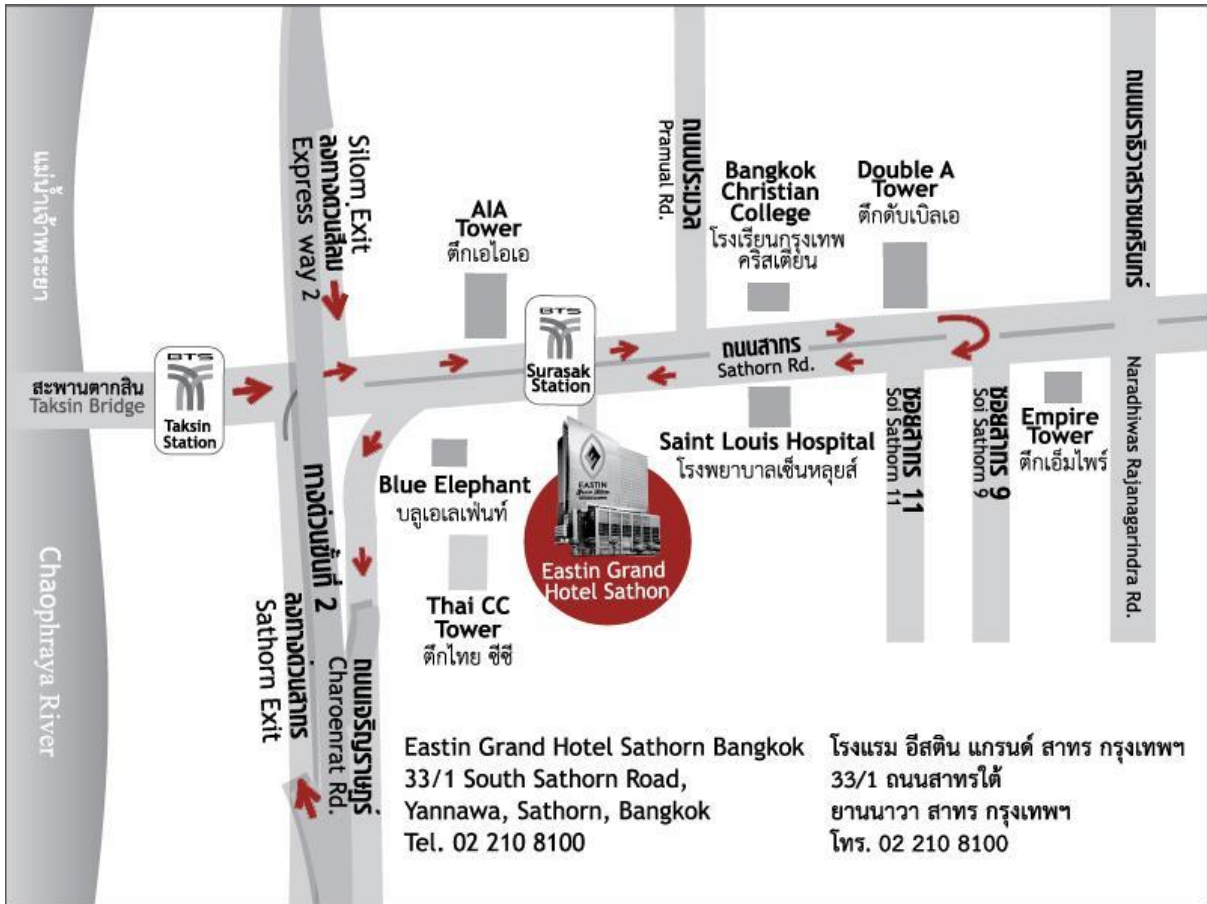 แม่น้ำเจ้าพระยา
Chaophraya River
สะพานตากสิน
Taksin Bridge
BTS
Taksin
Station
Silom Exit
ลงทางด่วนสีลม
Express way 2
AIA
Tower
ตึกเอไอเอ
BTS
Surasak
Station
ถนนประมวล
Pramual Rd.
Bangkok
Christian
College
โรงเรียนกรุงเทพ
คริสเตียน
Double A
Tower
ตึกดับเบิลเอ
ถนนนราธิวาสราชนครินทร์
Naradhiwas Rajanagarindra Rd.
ถนนสาทร
Sathorn Rd.
Blue Elephant
บลูเอเลเฟ่นท์
Thai CC
Tower
ตึกไทย ซีซี
EASTIN
Eastin Grand
Hotel Sathon
Saint Louis Hospital
โรงพยาบาลเซ็นหลุยส์
ซอยสาทร 11
Soi Sathorn 11
ซอยสาทร 9
Soi Sathorn 9
Empire
Tower
ตึกเอ็มไพร์
ทางด่วนขั้นที่ 2
ลงทางด่วนสาทร
Sathorn Exit
ถนนเจริญราษฎร์
Charoenrat Rd.
Eastin Grand Hotel Sathorn Bangkok
33/1 South Sathorn Road,
Yannawa, Sathorn, Bangkok
Tel. 02 210 8100
โรงแรม อีสติน แกรนด์ สาทร กรุงเทพฯ
33/1 ถนนสาทรใต้
ยานนาวา สาทร กรุงเทพฯ
โทร. 02 210 8100